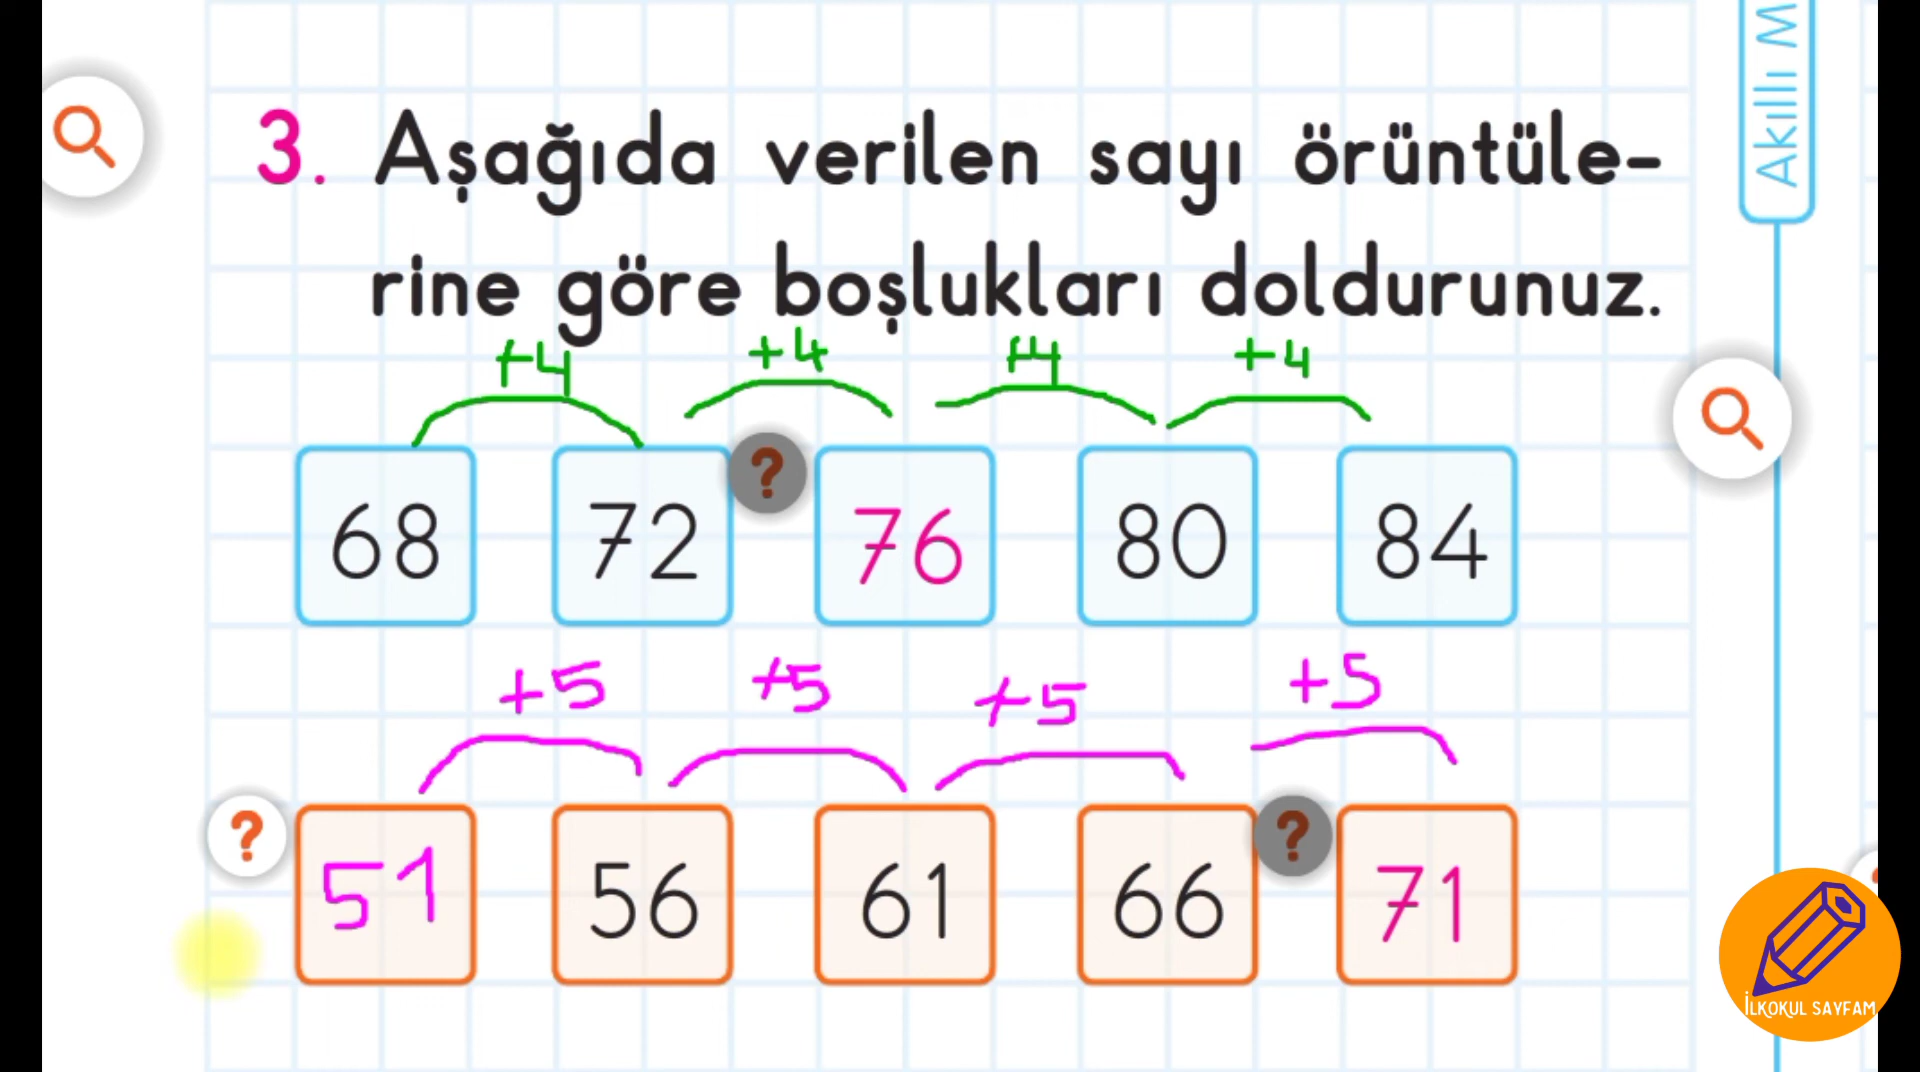 3. Aşağıda verilen sayı örüntüle-
rine göre boşlukları doldurunuz.
+4 +4 +4 +4
68 72 ? 76 80 84
+5 +5 +5 +5
? 51 56 61 66 ? 71
Akıllı M
İLKOKUL SAYFAM